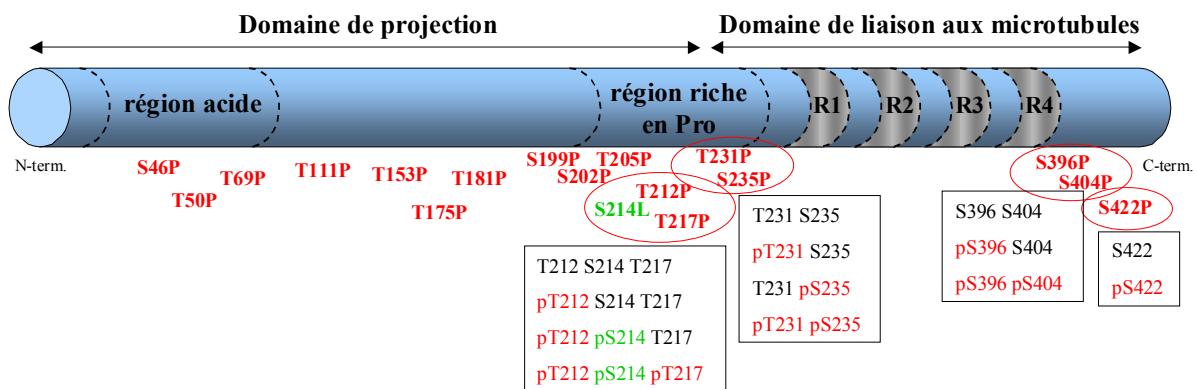 Domaine de projection
Domaine de liaison aux microtubules
région acide
région riche
en Pro
R1
R2
R3
R4
N-term.
C-term.
S46P
T50P
T69P
T111P
T153P
T175P
T181P
S199P
S202P
T205P
T212P
S214L
T217P
T231P
S235P
S396P
S404P
S422P
T212 S214 T217
pT212 S214 T217
pT212 pS214 T217
pT212 pS214 pT217
T231 S235
pT231 S235
T231 pS235
pT231 pS235
S396 S404
pS396 S404
pS396 pS404
S422
pS422